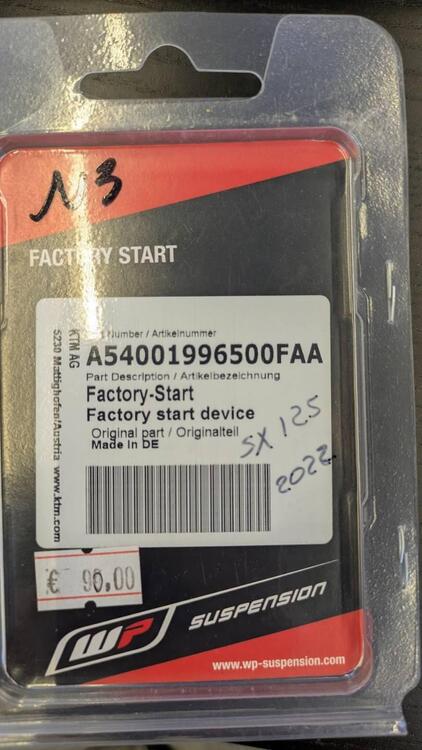 N3
FACTORY START
KTM AG
5230 Mattighofen/Austria www.ktm.com
Number / Artikelnummer
A54001996500FAA
Part Description / Artikelbezeichnung
Factory-Start
Factory start device
Original part / Originalteil
Made in DE
SX 125
2022
€ 90.00
WP SUSPENSION
www.wp-suspension.com